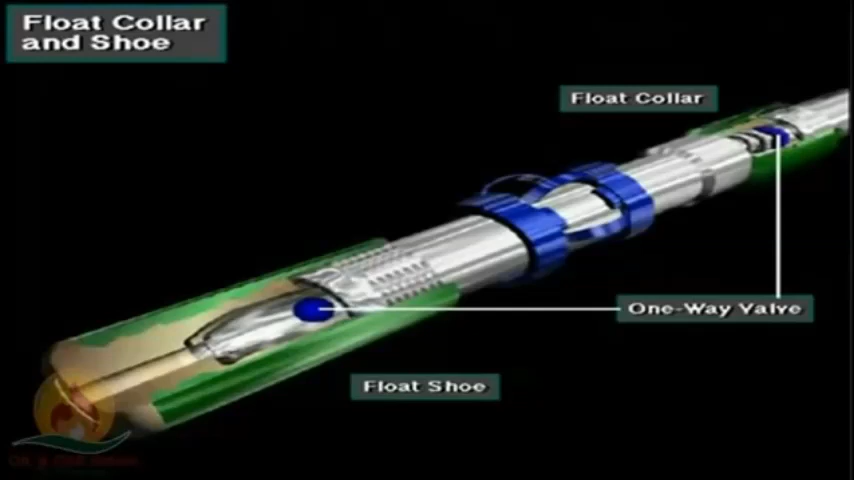 Float Collar
and Shoe
Float Collar
One-Way Valve
Float Shoe